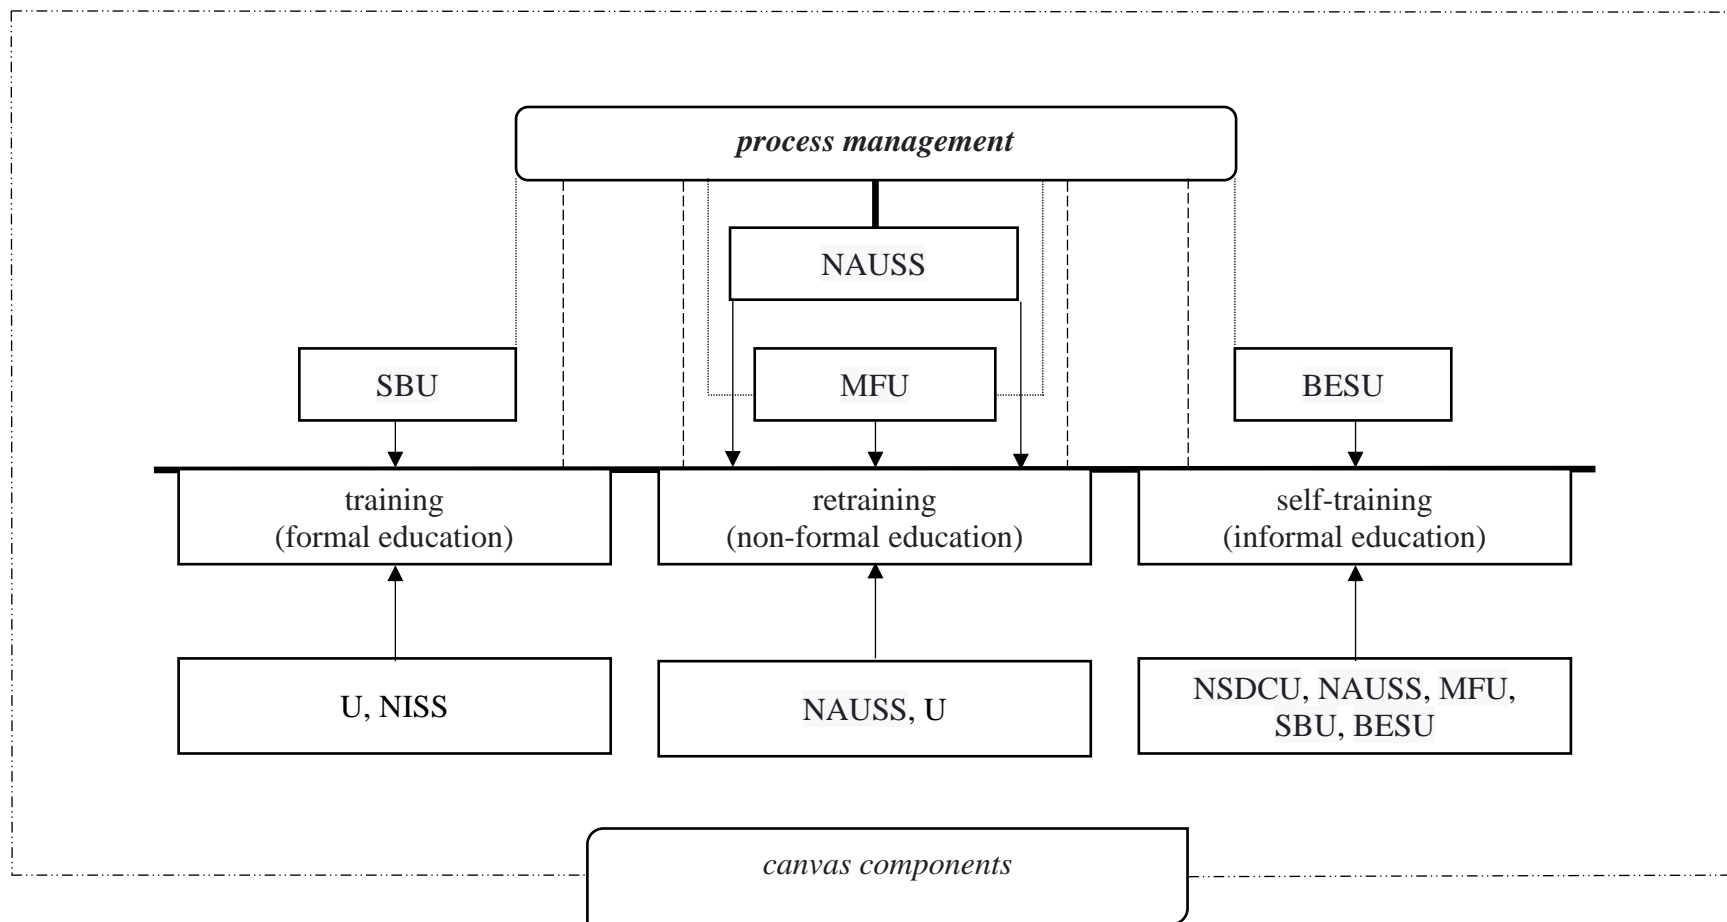 process management
NAUSS
SBU
MFU
BESU
training
(formal education)
retraining
(non-formal education)
self-training
(informal education)
U, NISS
NAUSS, U
NSDCU, NAUSS, MFU,
SBU, BESU
canvas components